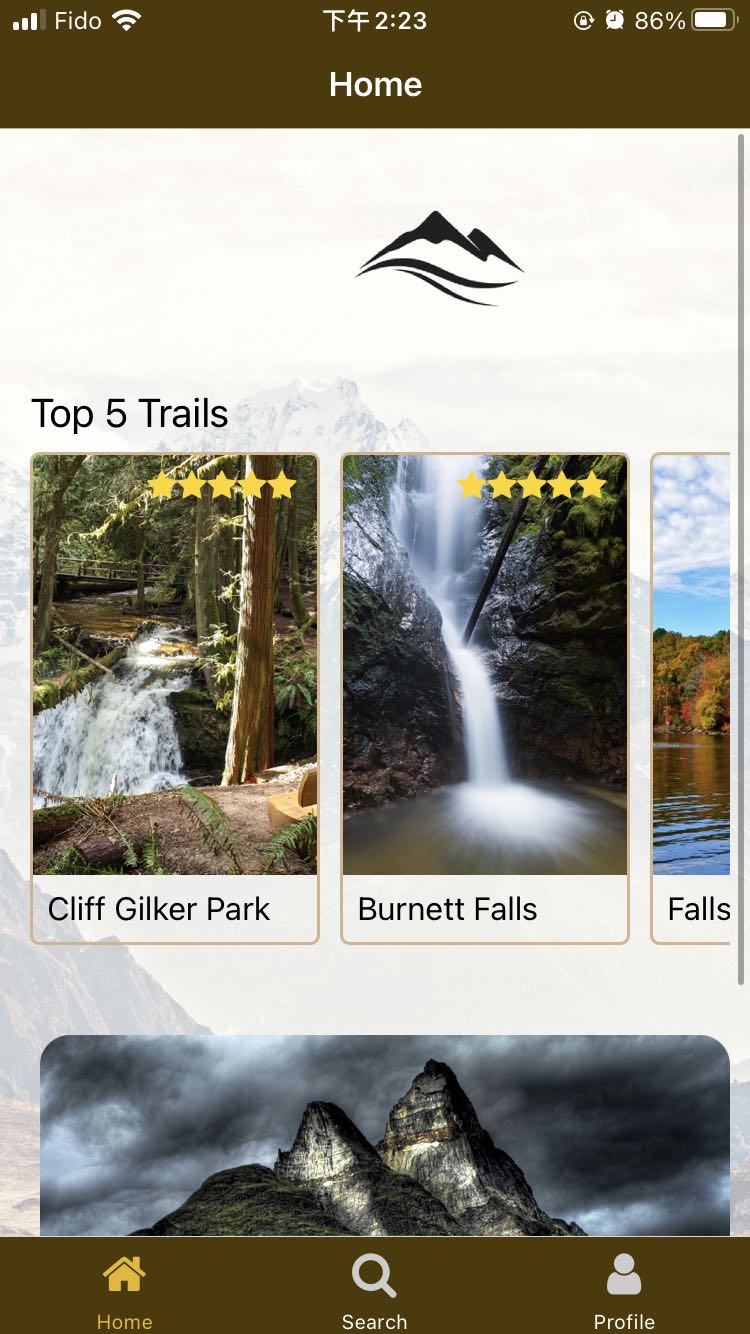 Fido 下午2:23 86%
Home
Top 5 Trails
Cliff Gilker Park
Burnett Falls
Falls
Home
Search
Profile